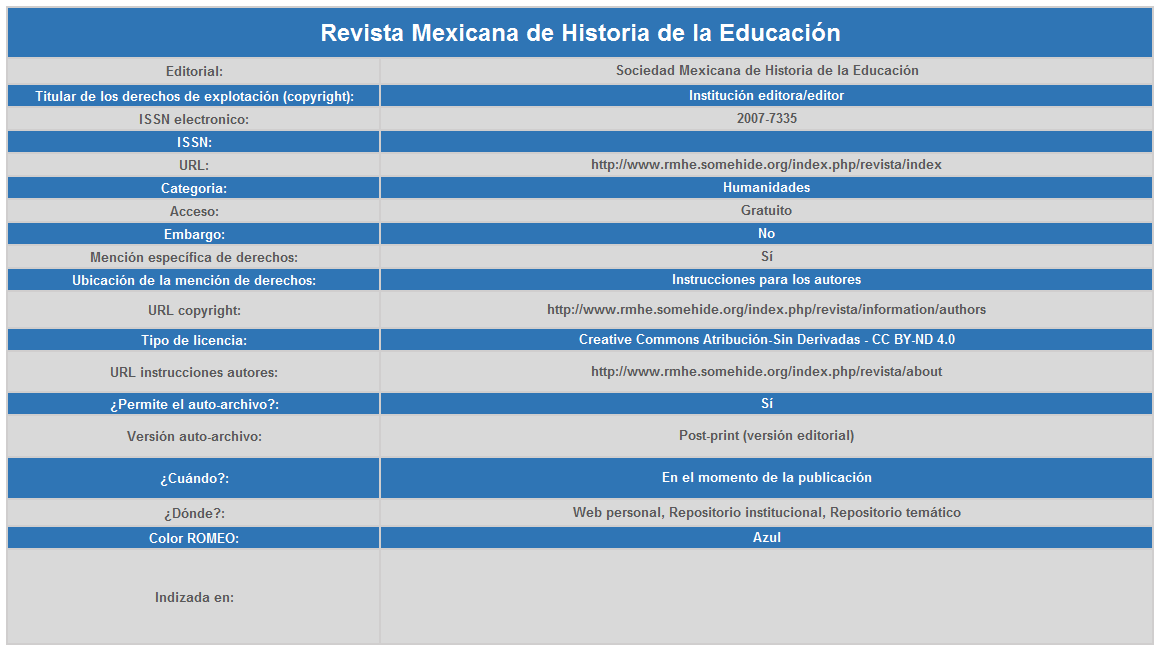 Revista Mexicana de Historia de la Educación
Editorial: Sociedad Mexicana de Historia de la Educación
Titular de los derechos de explotación (copyright): Institución editora/editor
ISSN electronico: 2007-7335
ISSN:
URL: http://www.rmhe.somehide.org/index.php/revista/index
Categoria: Humanidades
Acceso: Gratuito
Embargo: No
Mención específica de derechos: Sí
Ubicación de la mención de derechos: Instrucciones para los autores
URL copyright: http://www.rmhe.somehide.org/index.php/revista/information/authors
Tipo de licencia: Creative Commons Atribución-Sin Derivadas - CC BY-ND 4.0
URL instrucciones autores: http://www.rmhe.somehide.org/index.php/revista/about
¿Permite el auto-archivo?: Sí
Versión auto-archivo: Post-print (versión editorial)
¿Cuándo?: En el momento de la publicación
¿Dónde?: Web personal, Repositorio institucional, Repositorio temático
Color ROMEO: Azul
Indizada en: